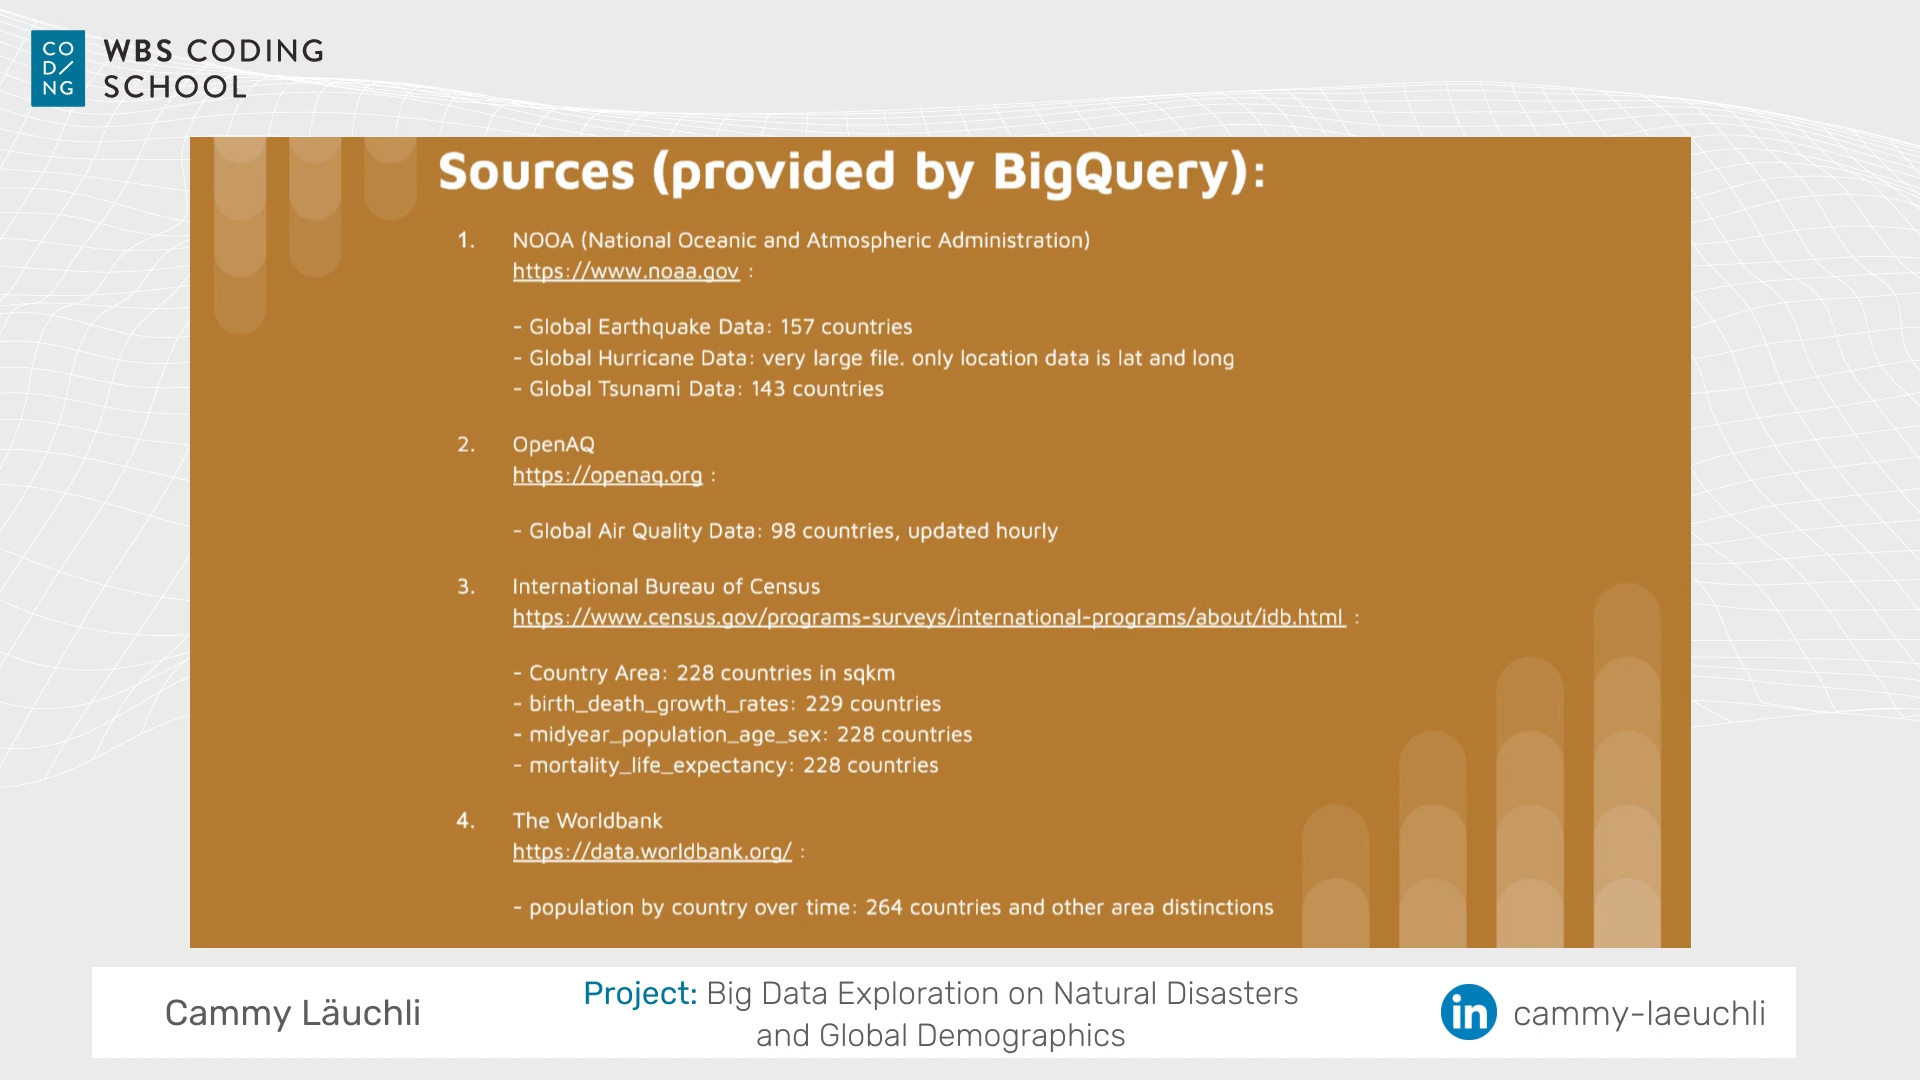 CO
D/
NG
WBS CODING
SCHOOL
Sources (provided by BigQuery):
1. NOOA (National Oceanic and Atmospheric Administration)
https://www.noaa.gov :
- Global Earthquake Data: 157 countries
- Global Hurricane Data: very large file. only location data is lat and long
- Global Tsunami Data: 143 countries
2. OpenAQ
https://openaq.org :
- Global Air Quality Data: 98 countries, updated hourly
3. International Bureau of Census
https://www.census.gov/programs-surveys/international-programs/about/idb.html :
- Country Area: 228 countries in sqkm
- birth_death_growth_rates: 229 countries
- midyear_population_age_sex: 228 countries
- mortality_life_expectancy: 228 countries
4. The Worldbank
https://data.worldbank.org/ :
- population by country over time: 264 countries and other area distinctions
Cammy Läuchli
Project: Big Data Exploration on Natural Disasters
and Global Demographics
in cammy-laeuchli